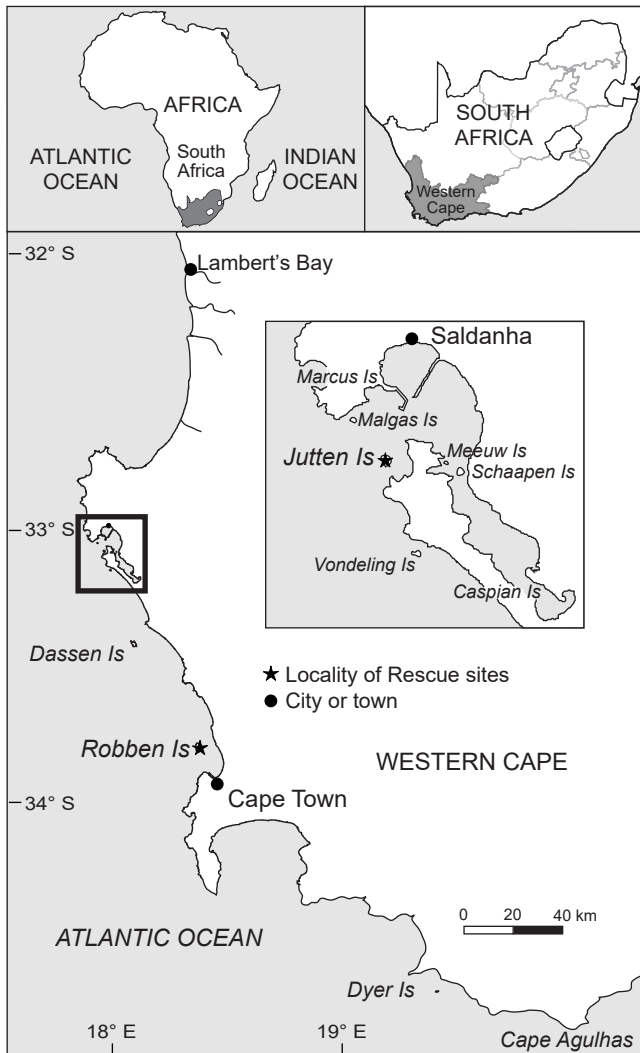 AFRICA
ATLANTIC
OCEAN
South
Africa
INDIAN
OCEAN
SOUTH
AFRICA
Western
Cape
32° S
Lambert's Bay
Saldanha
Marcus Is
Malgas Is
Jutten Is
Meeuw Is
Schaapen Is
33° S
Vondeling Is
Caspian Is
Dassen Is
Locality of Rescue sites
City or town
Robben Is
WESTERN CAPE
34° S
Cape Town
0 20 40 km
ATLANTIC OCEAN
Dyer Is
18° E
19° E
Cape Agulhas